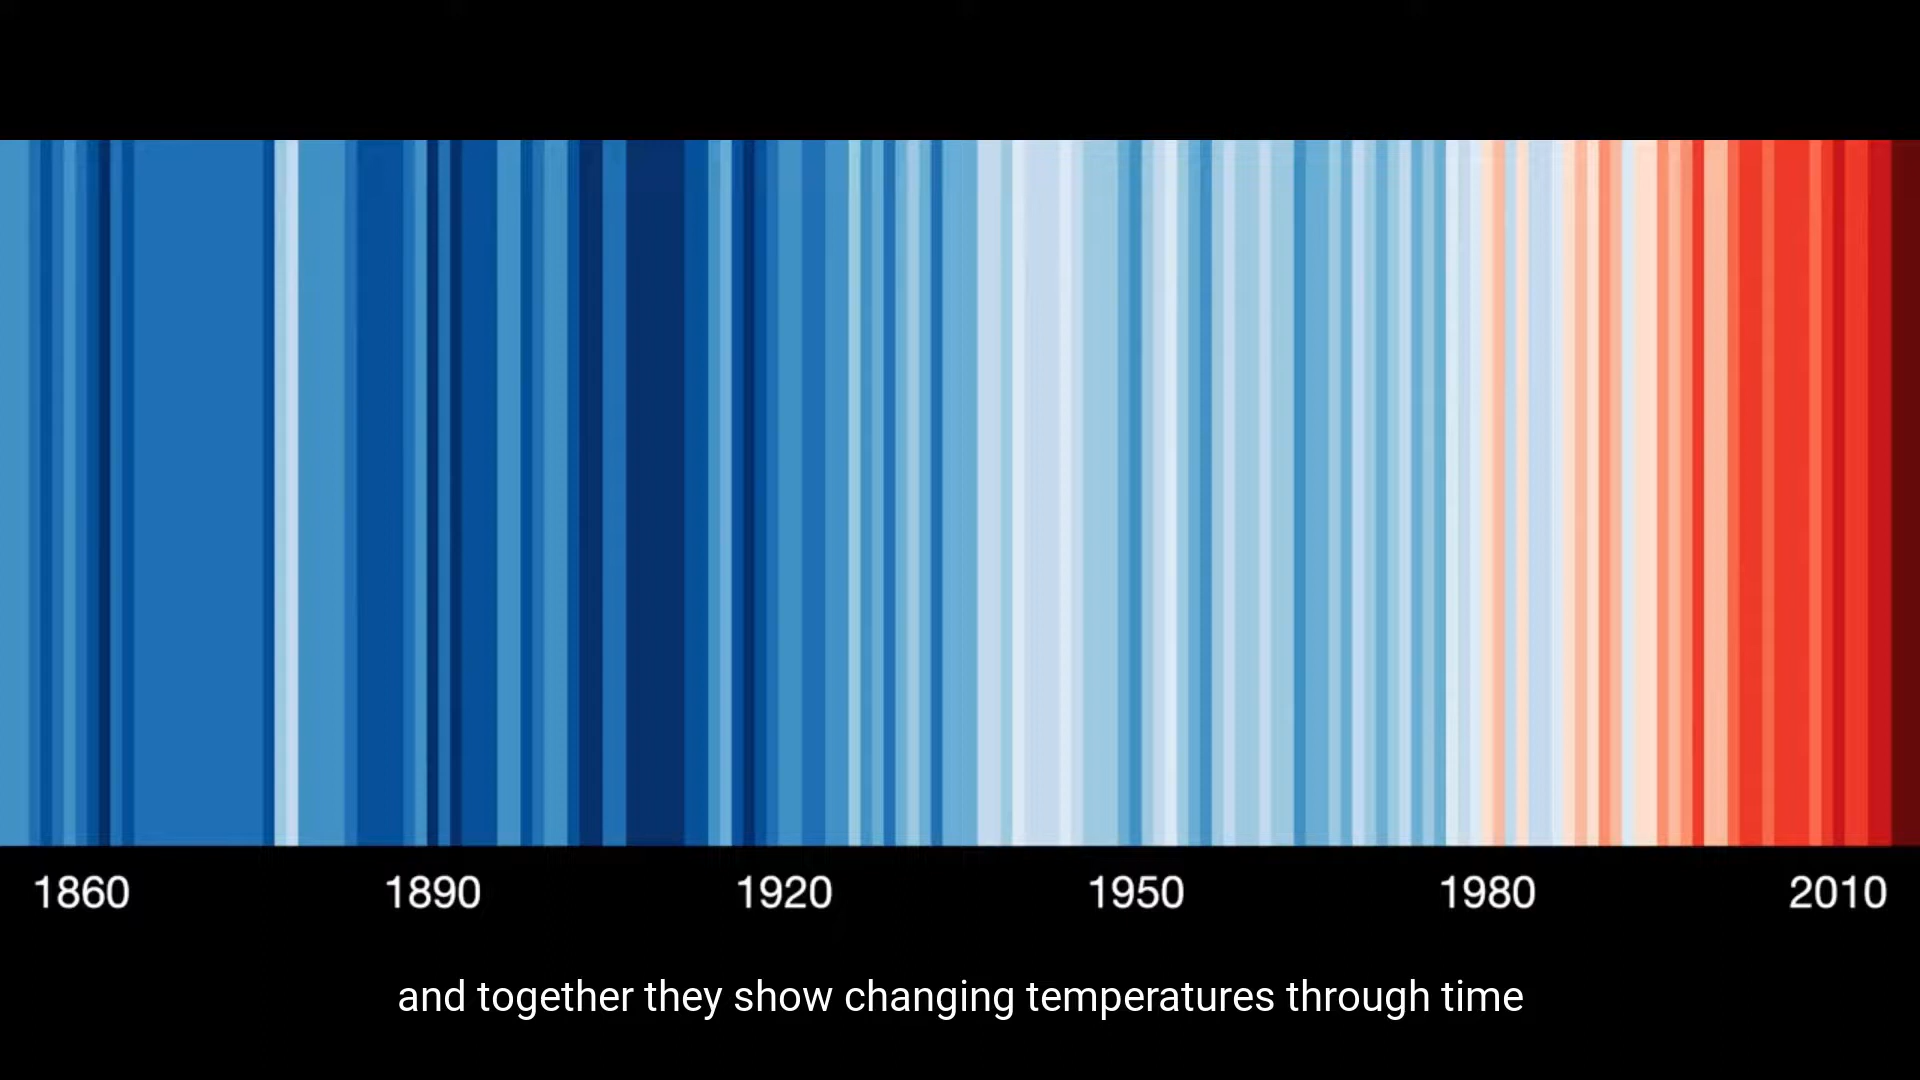 1860 1890 1920 1950 1980 2010
and together they show changing temperatures through time